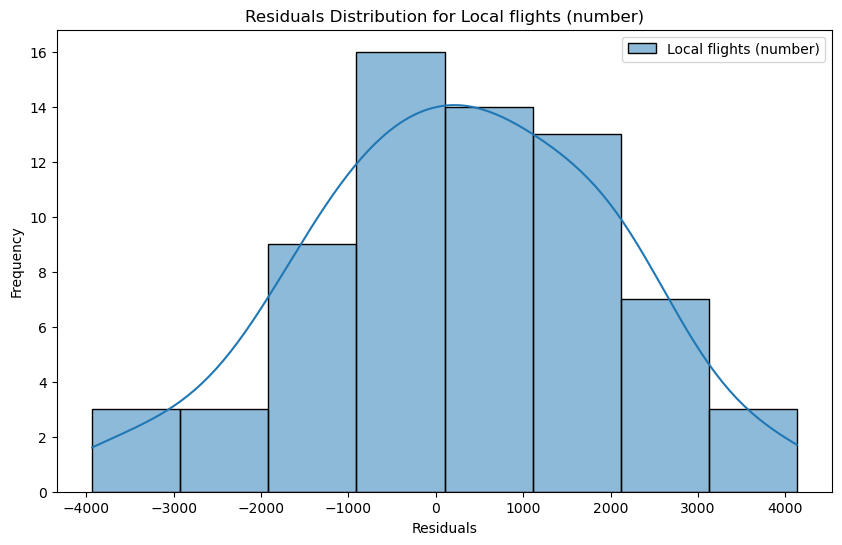 Residuals Distribution for Local flights (number)
Local flights (number)
16
14
12
10
8
6
4
2
0
Frequency
−4000 −3000 −2000 −1000 0 1000 2000 3000 4000
Residuals